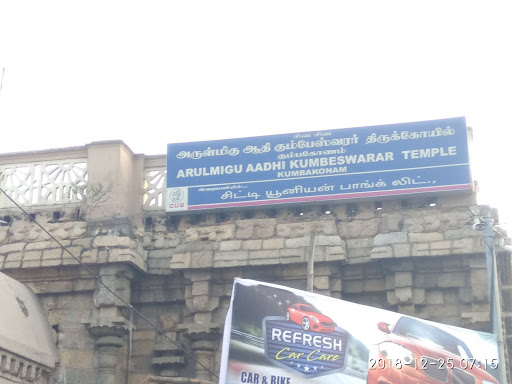 சிவ சிவ
அருள்மிகு ஆதி கும்பேஸ்வரர் திருக்கோயில்
கும்பகோணம்
ARULMIGU AADHI KUMBESWARAR TEMPLE
KUMBAKONAM
CUB
சிட்டி யூனியன் பாங்க் லிட்.,
REFRESH
Car Care
CAR & BIKE
2018-12-25 07:15